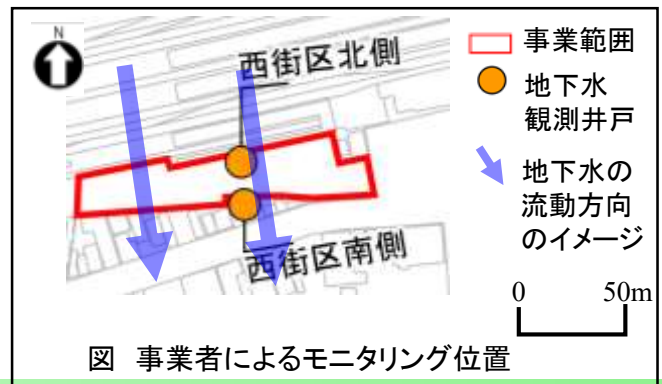 N
西街区北側
西街区南側
事業範囲
地下水
観測井戸
地下水の
流動方向
のイメージ
0 50m
図 事業者によるモニタリング位置